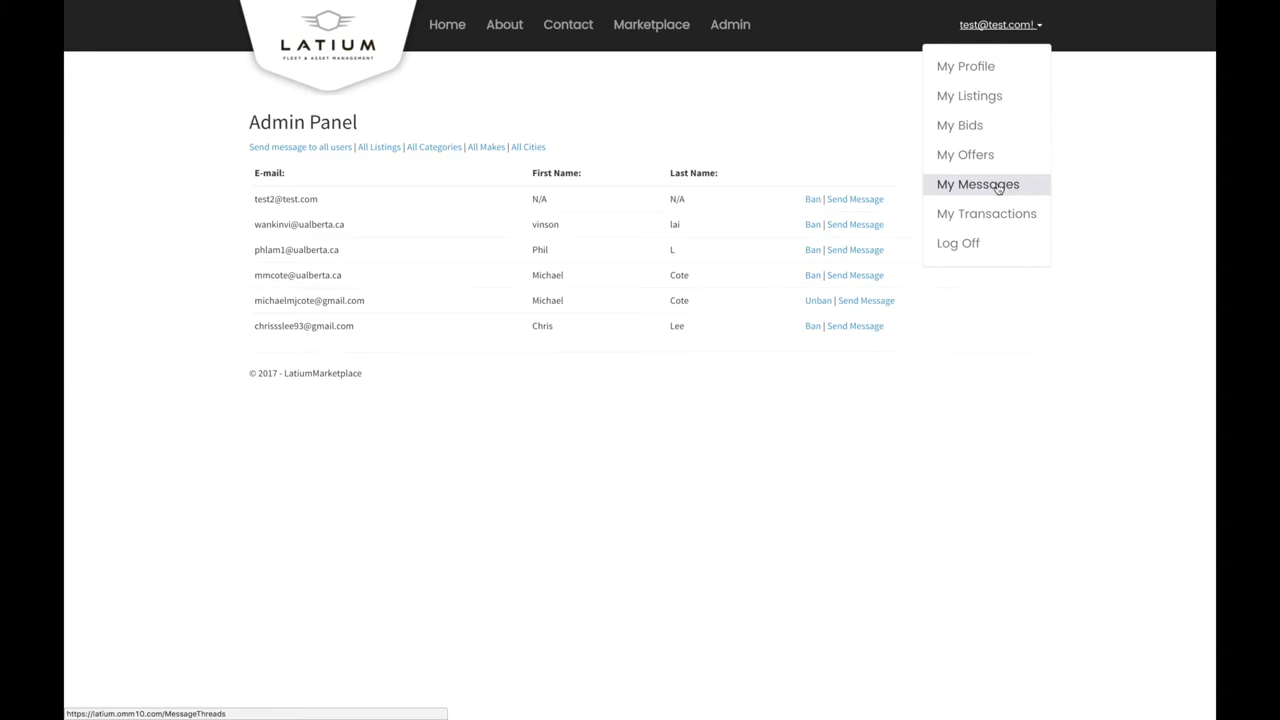 LATIUM
FLEET & ASSET MANAGEMENT
Home About Contact Marketplace Admin
test@test.com!
My Profile
My Listings
My Bids
My Offers
My Messages
My Transactions
Log Off
Admin Panel
Send message to all users | All Listings | All Categories | All Makes | All Cities
E-mail: First Name: Last Name:
test2@test.com N/A N/A Ban | Send Message
wankinvi@ualberta.ca vinson lai Ban | Send Message
phlam1@ualberta.ca Phil L Ban | Send Message
mmcote@ualberta.ca Michael Cote Ban | Send Message
michaelmjcote@gmail.com Michael Cote Unban | Send Message
chrissslee93@gmail.com Chris Lee Ban | Send Message
© 2017 - LatiumMarketplace
https://latium.omm10.com/MessageThreads